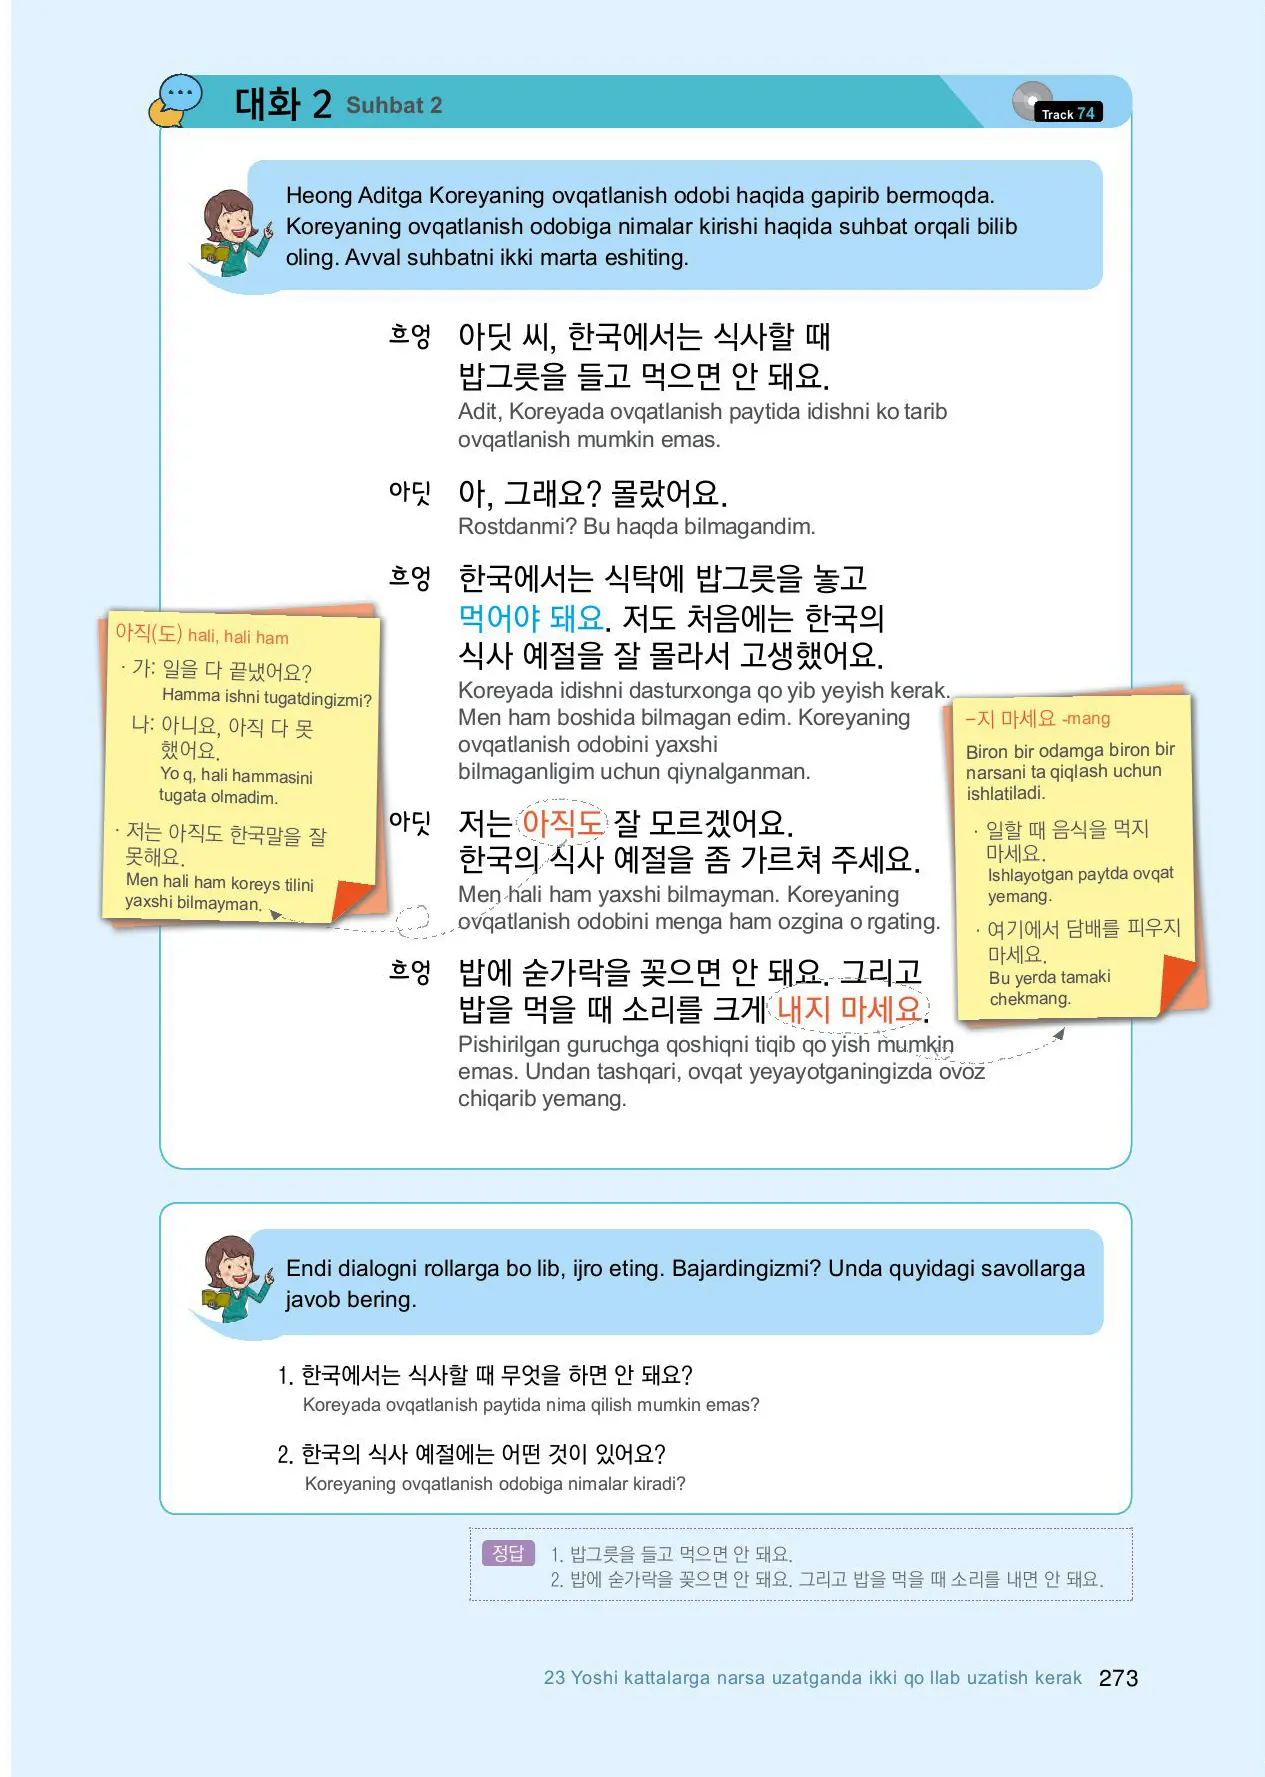 대화 2 Suhbat 2
Track 74
Heong Aditga Koreyaning ovqatlanish odobi haqida gapirib bermoqda.
Koreyaning ovqatlanish odobiga nimalar kirishi haqida suhbat orqali bilib
oling. Avval suhbatni ikki marta eshiting.
흐엉 아딧 씨, 한국에서는 식사할 때
밥그릇을 들고 먹으면 안 돼요.
Adit, Koreyada ovqatlanish paytida idishni ko tarib
ovqatlanish mumkin emas.
아딧 아, 그래요? 몰랐어요.
Rostdanmi? Bu haqda bilmagandim.
흐엉 한국에서는 식탁에 밥그릇을 놓고
먹어야 돼요. 저도 처음에는 한국의
식사 예절을 잘 몰라서 고생했어요.
Koreyada idishni dasturxonga qo yib yeyish kerak.
Men ham boshida bilmagan edim. Koreyaning
ovqatlanish odobini yaxshi
bilmaganligim uchun qiynalganman.
아딧 저는 아직도 잘 모르겠어요.
한국의 식사 예절을 좀 가르쳐 주세요.
Men hali ham yaxshi bilmayman. Koreyaning
ovqatlanish odobini menga ham ozgina o rgating.
흐엉 밥에 숟가락을 꽂으면 안 돼요. 그리고
밥을 먹을 때 소리를 크게 내지 마세요.
Pishirilgan guruchga qoshiqni tiqib qo yish mumkin
emas. Undan tashqari, ovqat yeyayotganingizda ovoz
chiqarib yemang.
아직(도) hali, hali ham
· 가: 일을 다 끝냈어요?
Hamma ishni tugatdingizmi?
나: 아니요, 아직 다 못
했어요.
Yo q, hali hammasini
tugata olmadim.
· 저는 아직도 한국말을 잘
못해요.
Men hali ham koreys tilini
yaxshi bilmayman.
-지 마세요 -mang
Biron bir odamga biron bir
narsani ta qiqlash uchun
ishlatiladi.
· 일할 때 음식을 먹지
마세요.
Ishlayotgan paytda ovqat
yemang.
· 여기에서 담배를 피우지
마세요.
Bu yerda tamaki
chekmang.
Endi dialogni rollarga bo lib, ijro eting. Bajardingizmi? Unda quyidagi savollarga
javob bering.
1. 한국에서는 식사할 때 무엇을 하면 안 돼요?
Koreyada ovqatlanish paytida nima qilish mumkin emas?
2. 한국의 식사 예절에는 어떤 것이 있어요?
Koreyaning ovqatlanish odobiga nimalar kiradi?
정답 1. 밥그릇을 들고 먹으면 안 돼요.
2. 밥에 숟가락을 꽂으면 안 돼요. 그리고 밥을 먹을 때 소리를 내면 안 돼요.
23 Yoshi kattalarga narsa uzatganda ikki qo llab uzatish kerak 273